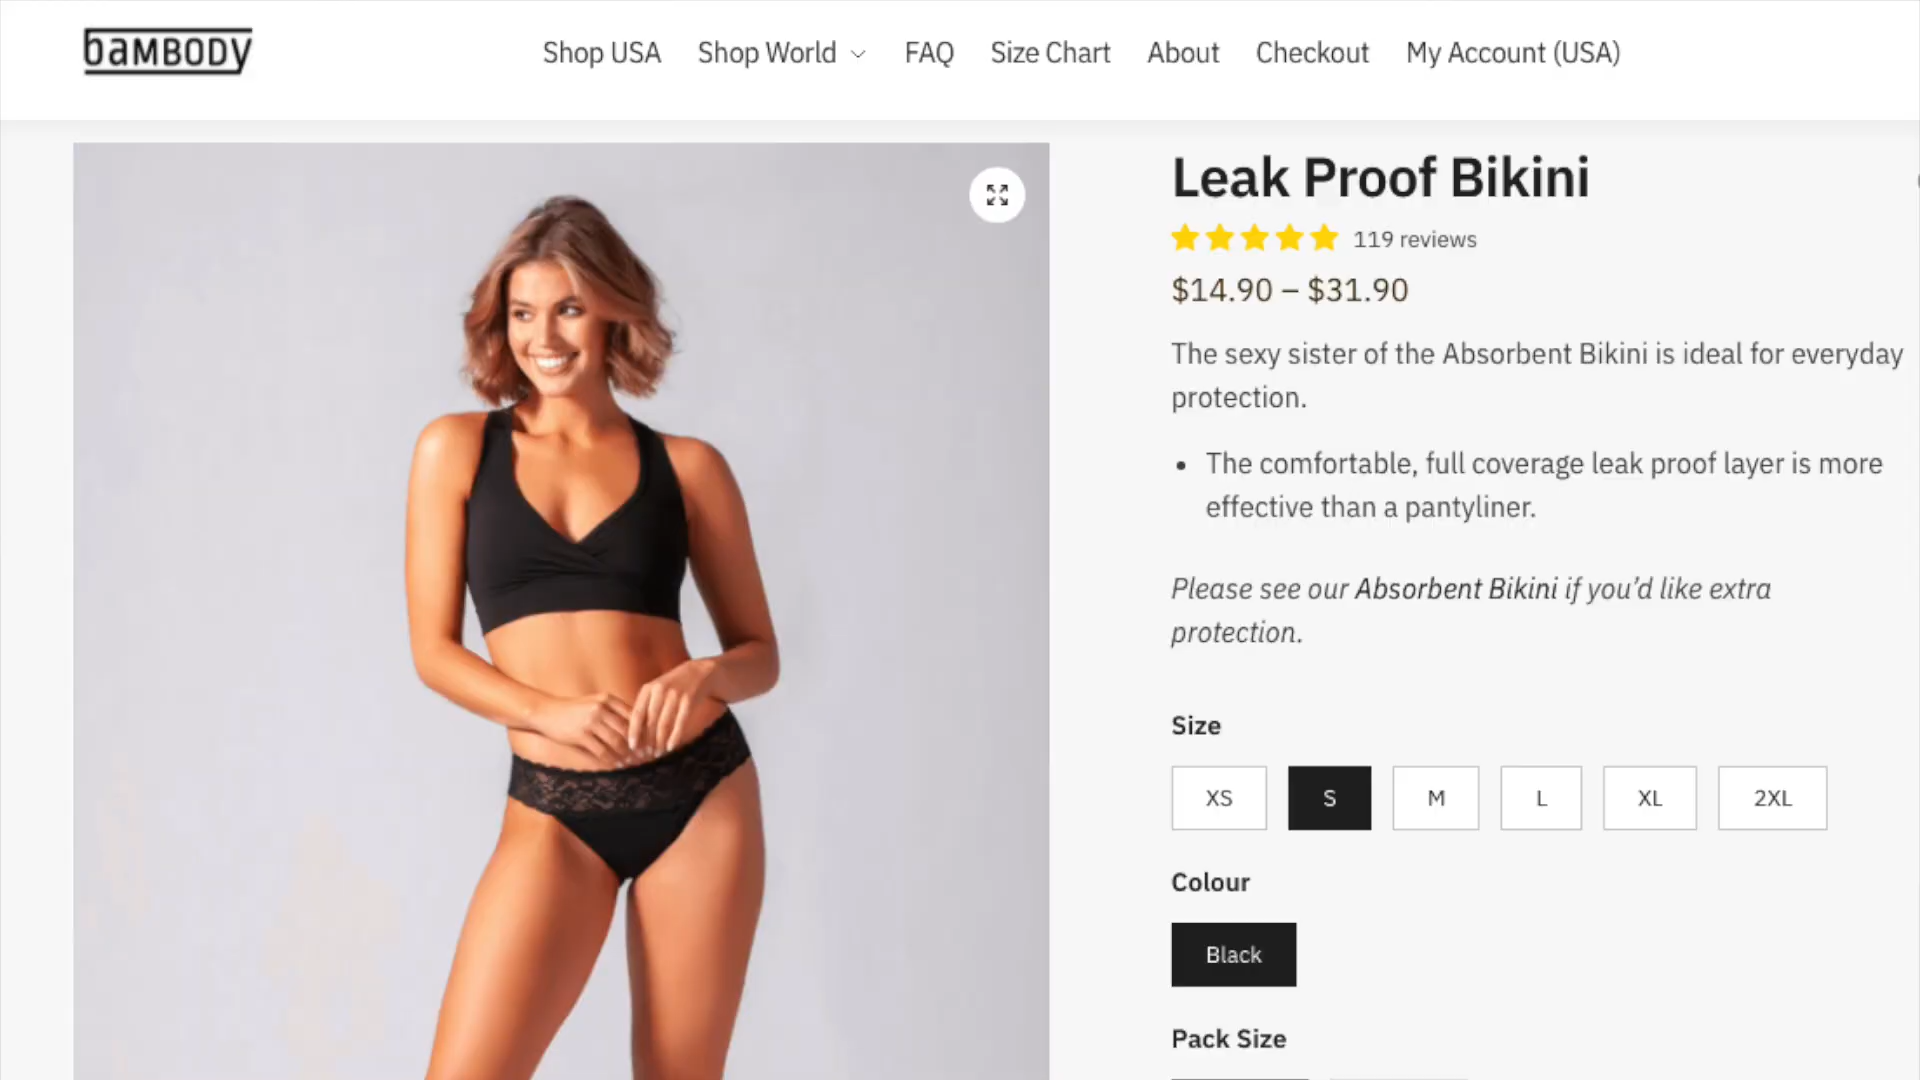 bamBODY
Shop USA
Shop World
FAQ
Size Chart
About
Checkout
My Account (USA)
Leak Proof Bikini
119 reviews
$14.90 – $31.90
The sexy sister of the Absorbent Bikini is ideal for everyday
protection.
• The comfortable, full coverage leak proof layer is more
effective than a pantyliner.
Please see our Absorbent Bikini if you’d like extra
protection.
Size
XS
S
M
L
XL
2XL
Colour
Black
Pack Size